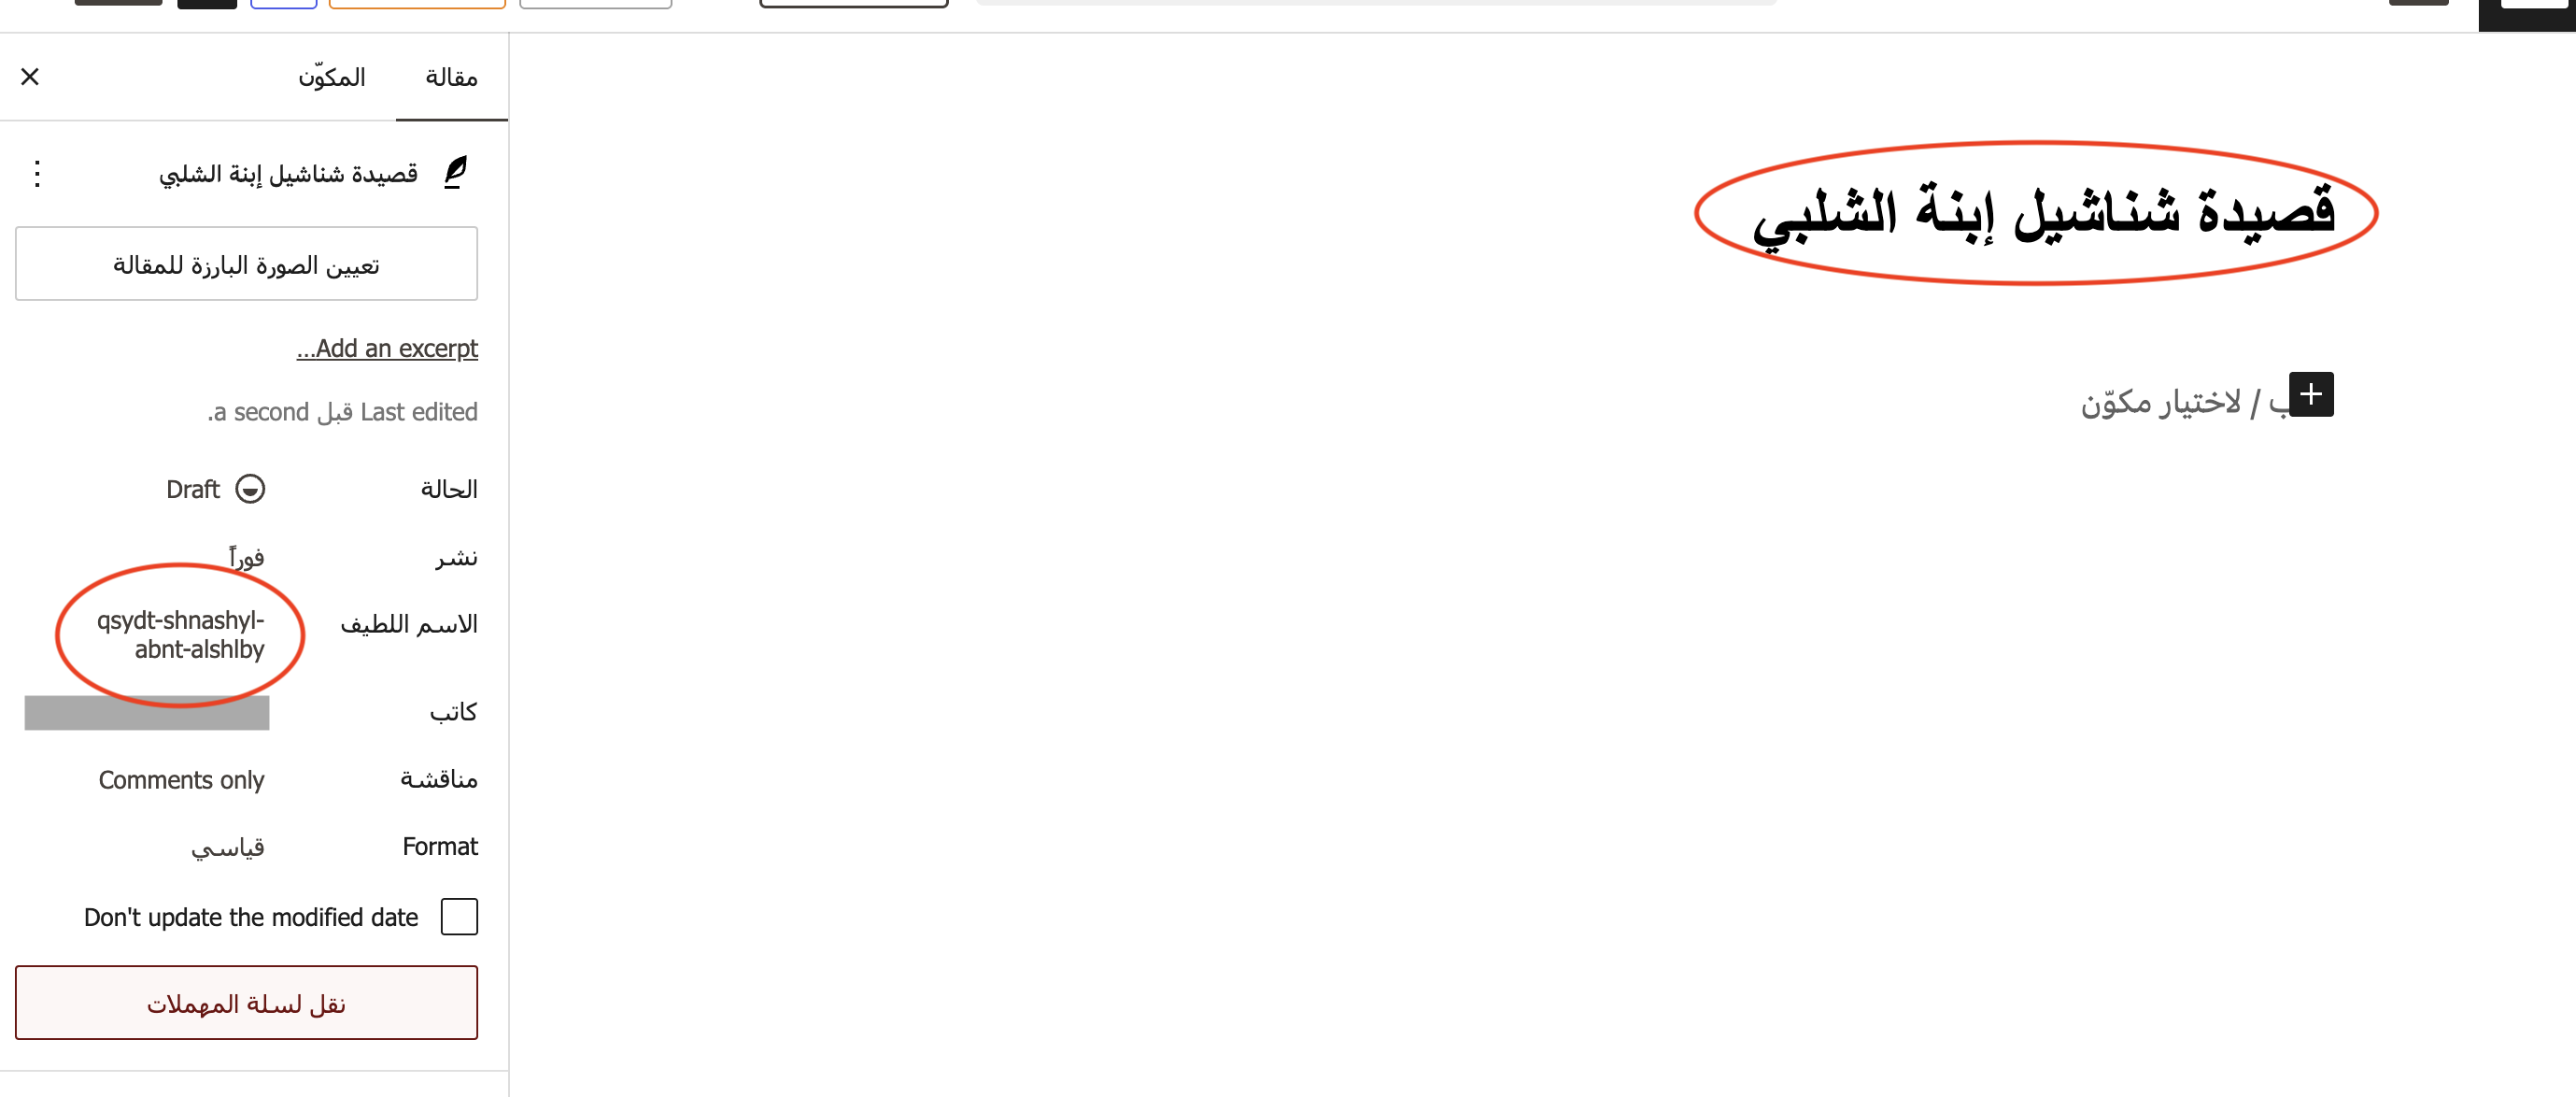 مقالة
المكوّن
قصيدة شناشيل إبنة الشلبي
تعيين الصورة البارزة للمقالة
Add an excerpt...
Last edited قبل a second.
الحالة
Draft
نشر
فوراً
الاسم اللطيف
qsydt-shnashyl-
abnt-alshlby
كاتب
مناقشة
Comments only
Format
قياسي
Don't update the modified date
نقل لسلة المهملات
قصيدة شناشيل إبنة الشلبي
/ لاختيار مكوّن